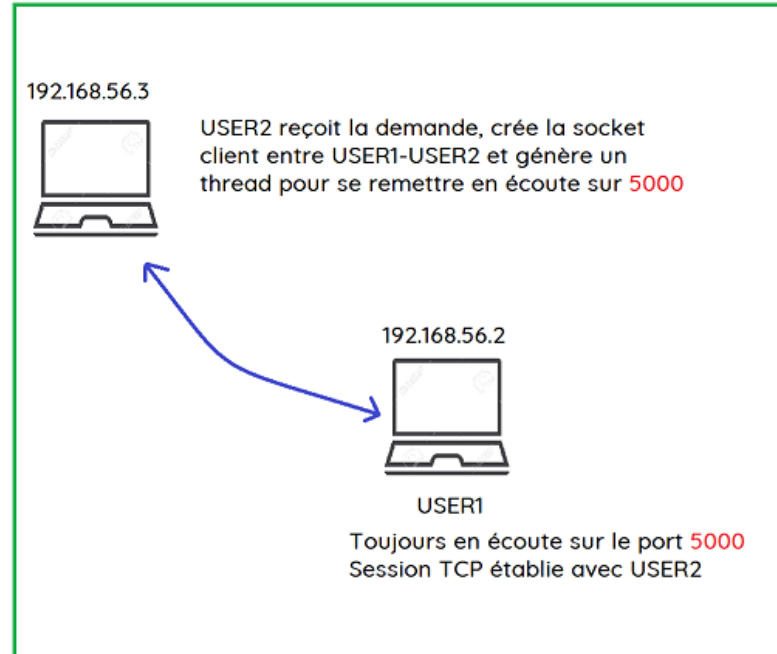 192.168.56.3
USER2 reçoit la demande, crée la socket
client entre USER1-USER2 et génère un
thread pour se remettre en écoute sur 5000
192.168.56.2
USER1
Toujours en écoute sur le port 5000
Session TCP établie avec USER2